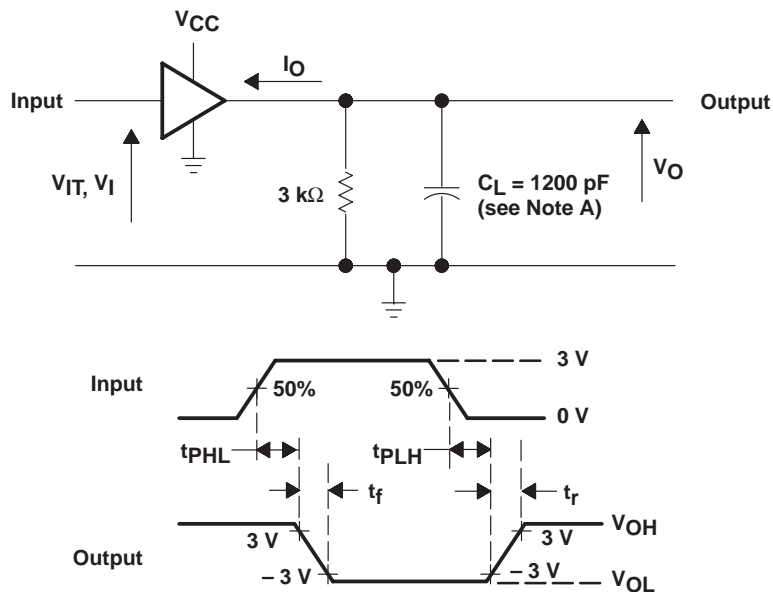 VCC
IO
Input
Output
VIT, VI
3 kΩ
CL = 1200 pF
(see Note A)
VO
3 V
Input
50%
50%
0 V
tPHL
tPLH
tf
tr
VOH
3 V
3 V
Output
– 3 V
– 3 V
VOL